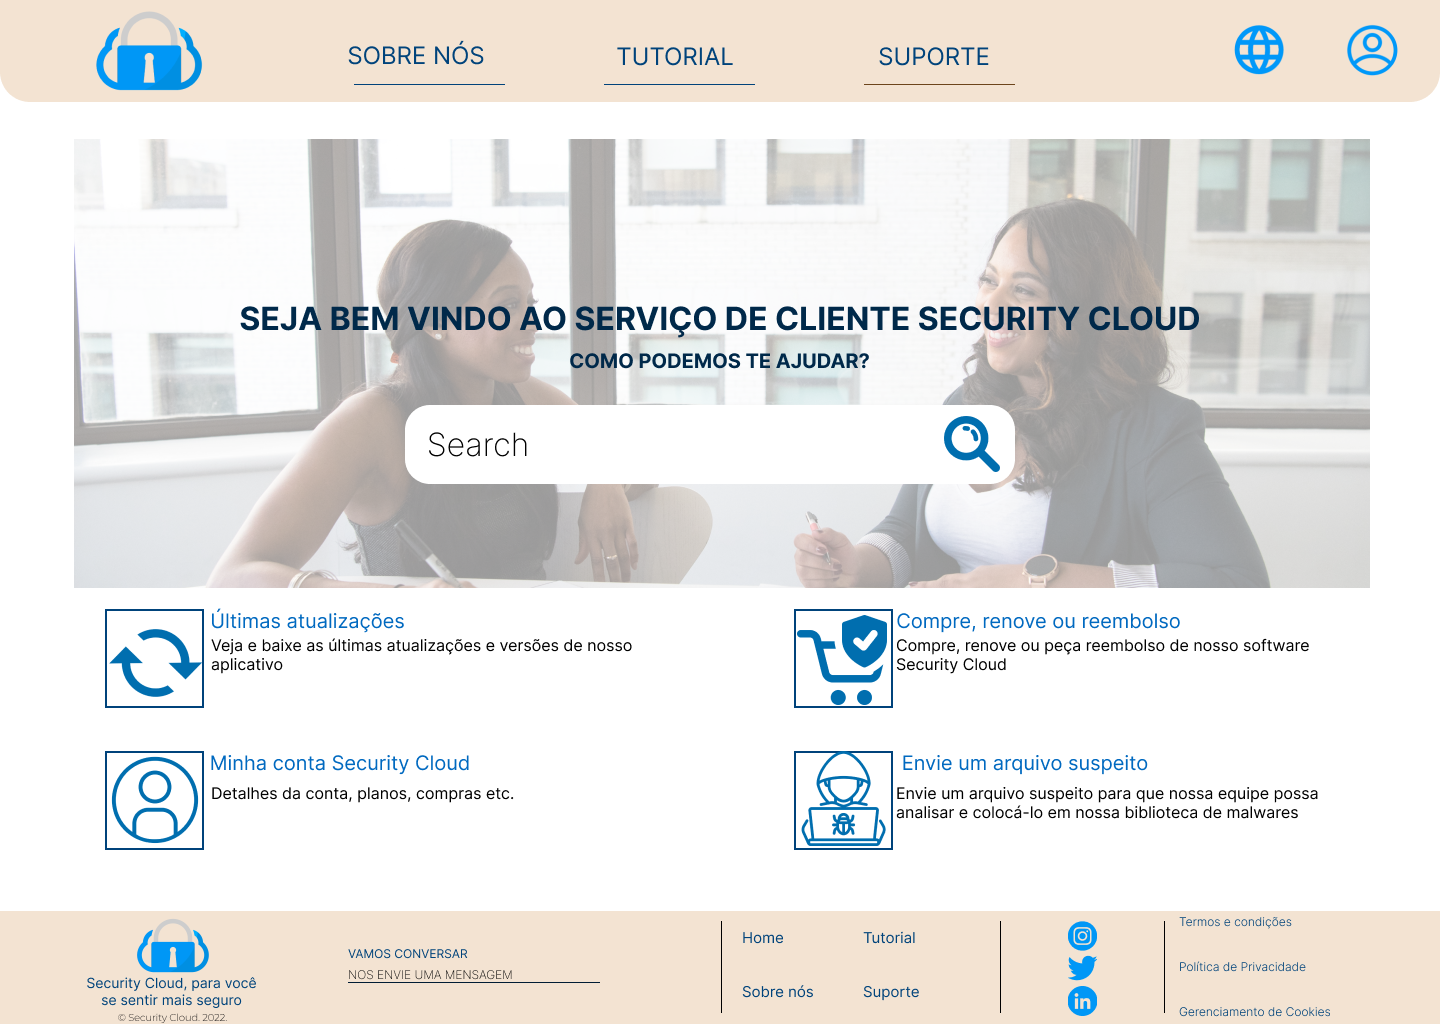 SOBRE NÓS
TUTORIAL
SUPORTE
SEJA BEM VINDO AO SERVIÇO DE CLIENTE SECURITY CLOUD
COMO PODEMOS TE AJUDAR?
Search
Últimas atualizações
Veja e baixe as últimas atualizações e versões de nosso
aplicativo
Compre, renove ou reembolso
Compre, renove ou peça reembolso de nosso software
Security Cloud
Minha conta Security Cloud
Detalhes da conta, planos, compras etc.
Envie um arquivo suspeito
Envie um arquivo suspeito para que nossa equipe possa
analisar e colocá-lo em nossa biblioteca de malwares
Security Cloud, para você
se sentir mais seguro
© Security Cloud. 2022.
VAMOS CONVERSAR
NOS ENVIE UMA MENSAGEM
Home
Tutorial
Sobre nós
Suporte
in
Termos e condições
Política de Privacidade
Gerenciamento de Cookies